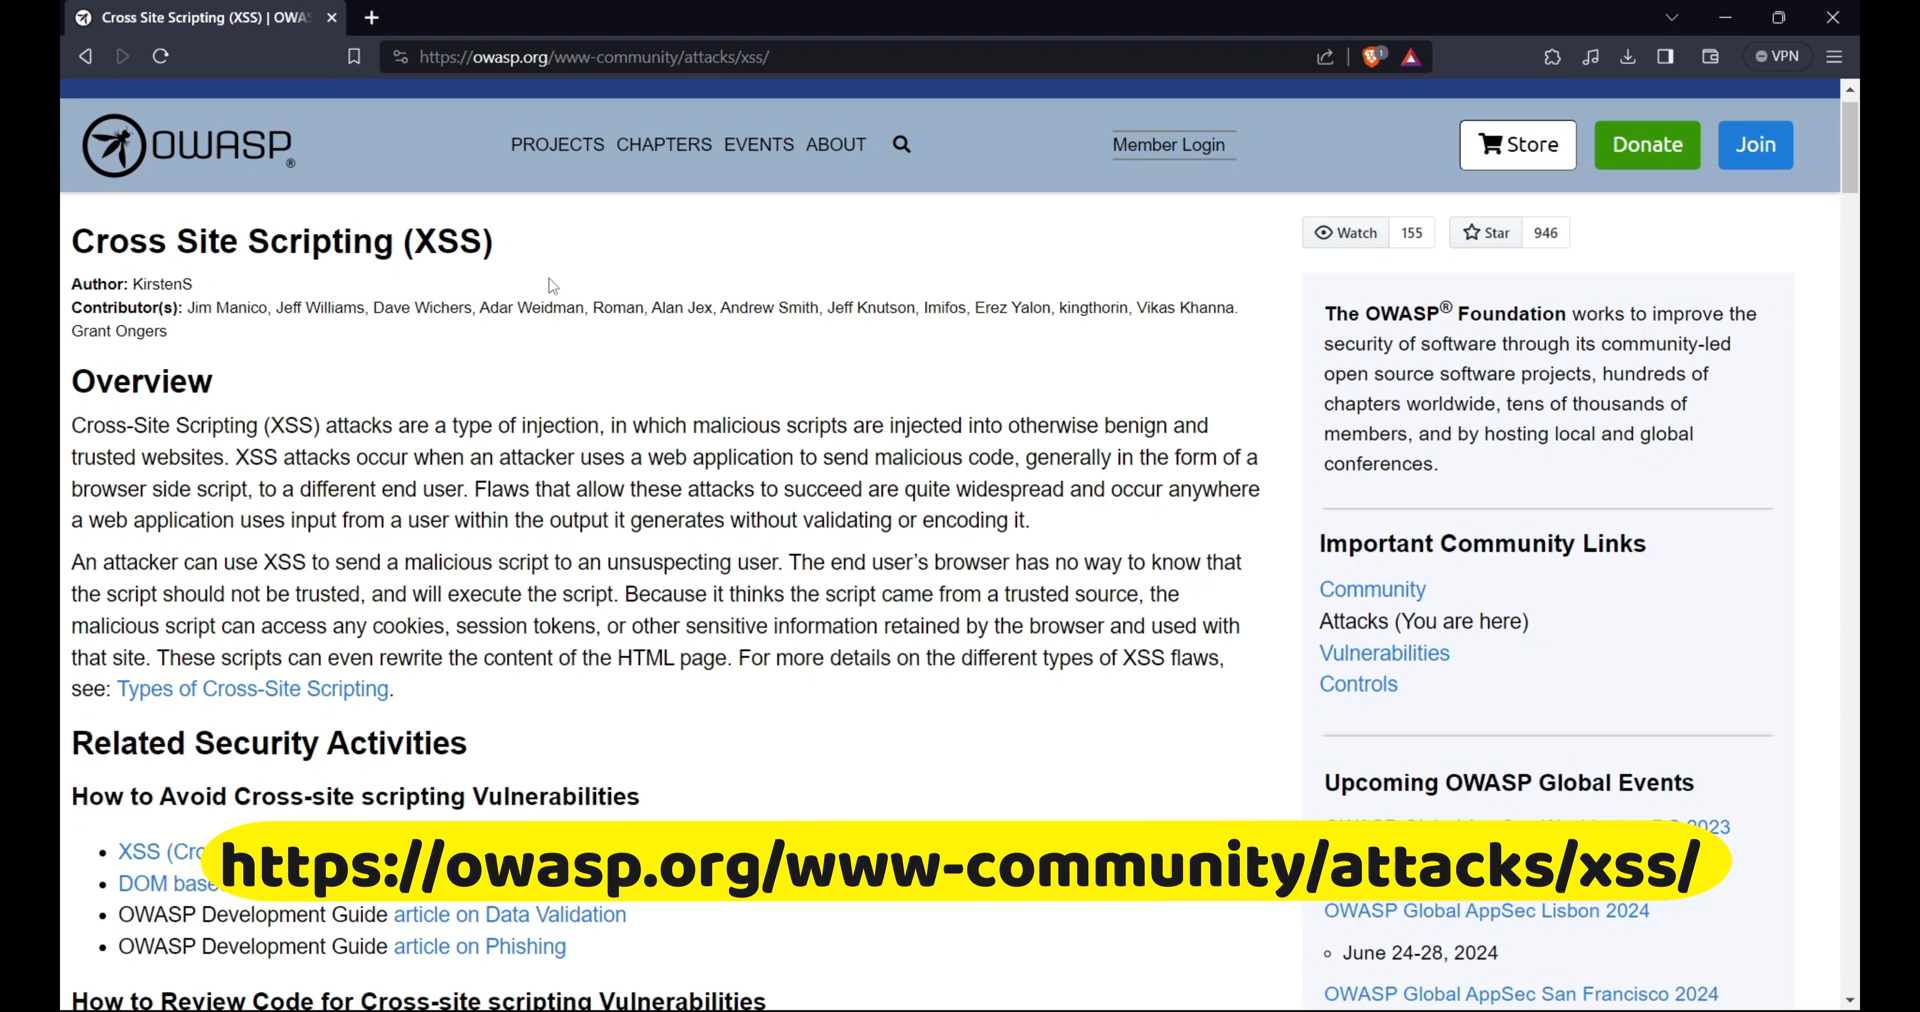 Cross Site Scripting (XSS) | OWA
https://owasp.org/www-community/attacks/xss/
1
VPN
OWASP®
PROJECTS CHAPTERS EVENTS ABOUT
Member Login
Store
Donate
Join
Cross Site Scripting (XSS)
Author: KirstenS
Contributor(s): Jim Manico, Jeff Williams, Dave Wichers, Adar Weidman, Roman, Alan Jex, Andrew Smith, Jeff Knutson, Imifos, Erez Yalon, kingthorin, Vikas Khanna.
Grant Ongers
Overview
Cross-Site Scripting (XSS) attacks are a type of injection, in which malicious scripts are injected into otherwise benign and
trusted websites. XSS attacks occur when an attacker uses a web application to send malicious code, generally in the form of a
browser side script, to a different end user. Flaws that allow these attacks to succeed are quite widespread and occur anywhere
a web application uses input from a user within the output it generates without validating or encoding it.
An attacker can use XSS to send a malicious script to an unsuspecting user. The end user’s browser has no way to know that
the script should not be trusted, and will execute the script. Because it thinks the script came from a trusted source, the
malicious script can access any cookies, session tokens, or other sensitive information retained by the browser and used with
that site. These scripts can even rewrite the content of the HTML page. For more details on the different types of XSS flaws,
see: Types of Cross-Site Scripting.
Related Security Activities
How to Avoid Cross-site scripting Vulnerabilities
XSS (Cro
DOM base
OWASP Development Guide article on Data Validation
OWASP Development Guide article on Phishing
How to Review Code for Cross-site scripting Vulnerabilities
Watch 155
Star 946
The OWASP® Foundation works to improve the
security of software through its community-led
open source software projects, hundreds of
chapters worldwide, tens of thousands of
members, and by hosting local and global
conferences.
Important Community Links
Community
Attacks (You are here)
Vulnerabilities
Controls
Upcoming OWASP Global Events
2023
OWASP Global AppSec Lisbon 2024
June 24-28, 2024
OWASP Global AppSec San Francisco 2024
https://owasp.org/www-community/attacks/xss/